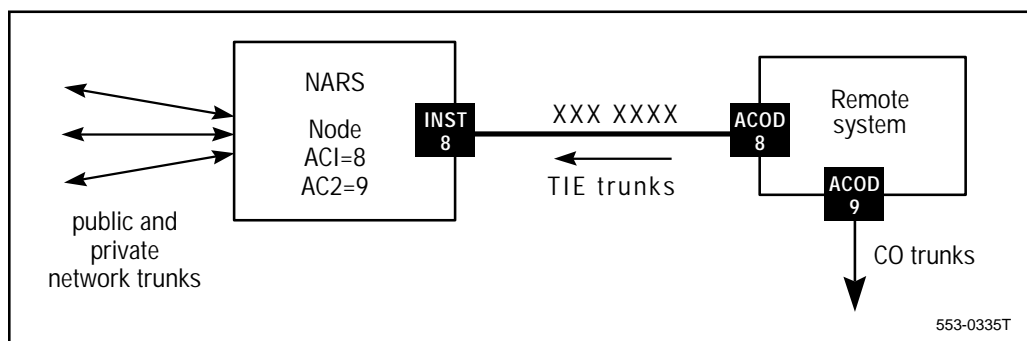 NARS
Node
AC1=8
AC2=9
INST
8
XXX XXXX
TIE trunks
ACOD
8
Remote
system
ACOD
9
public and
private
network trunks
CO trunks
553-0335T